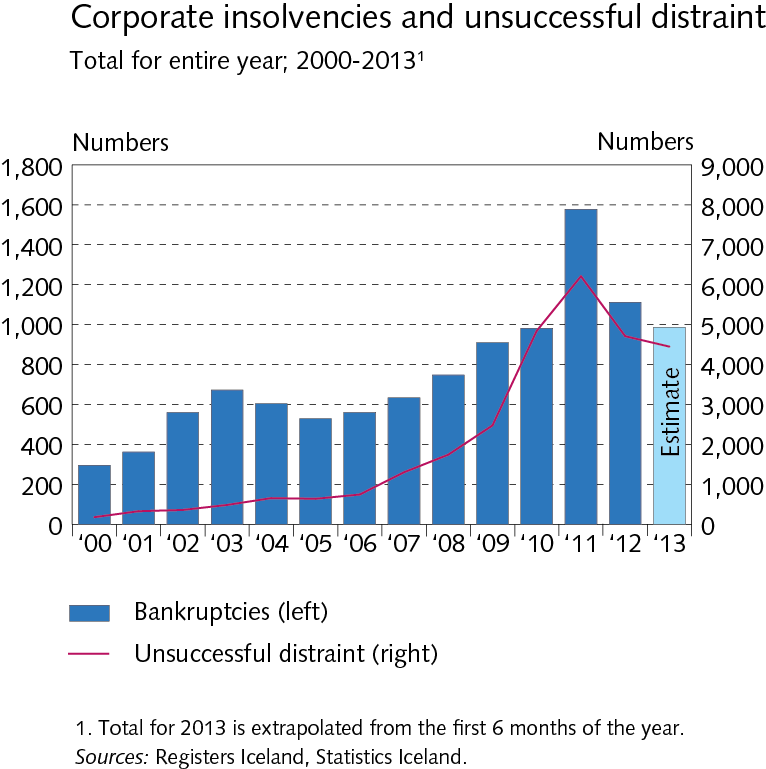 Corporate insolvencies and unsuccessful distraint
Total for entire year; 2000-2013¹
Numbers Numbers
1,800 9,000
1,600 8,000
1,400 7,000
1,200 6,000
1,000 5,000
800 4,000
600 3,000
400 2,000
200 1,000
0 0
Estimate
‘00 ‘01 ‘02 ‘03 ‘04 ‘05 ‘06 ‘07 ‘08 ‘09 ‘10 ‘11 ‘12 ‘13
Bankruptcies (left)
Unsuccessful distraint (right)
1. Total for 2013 is extrapolated from the first 6 months of the year.
Sources: Registers Iceland, Statistics Iceland.